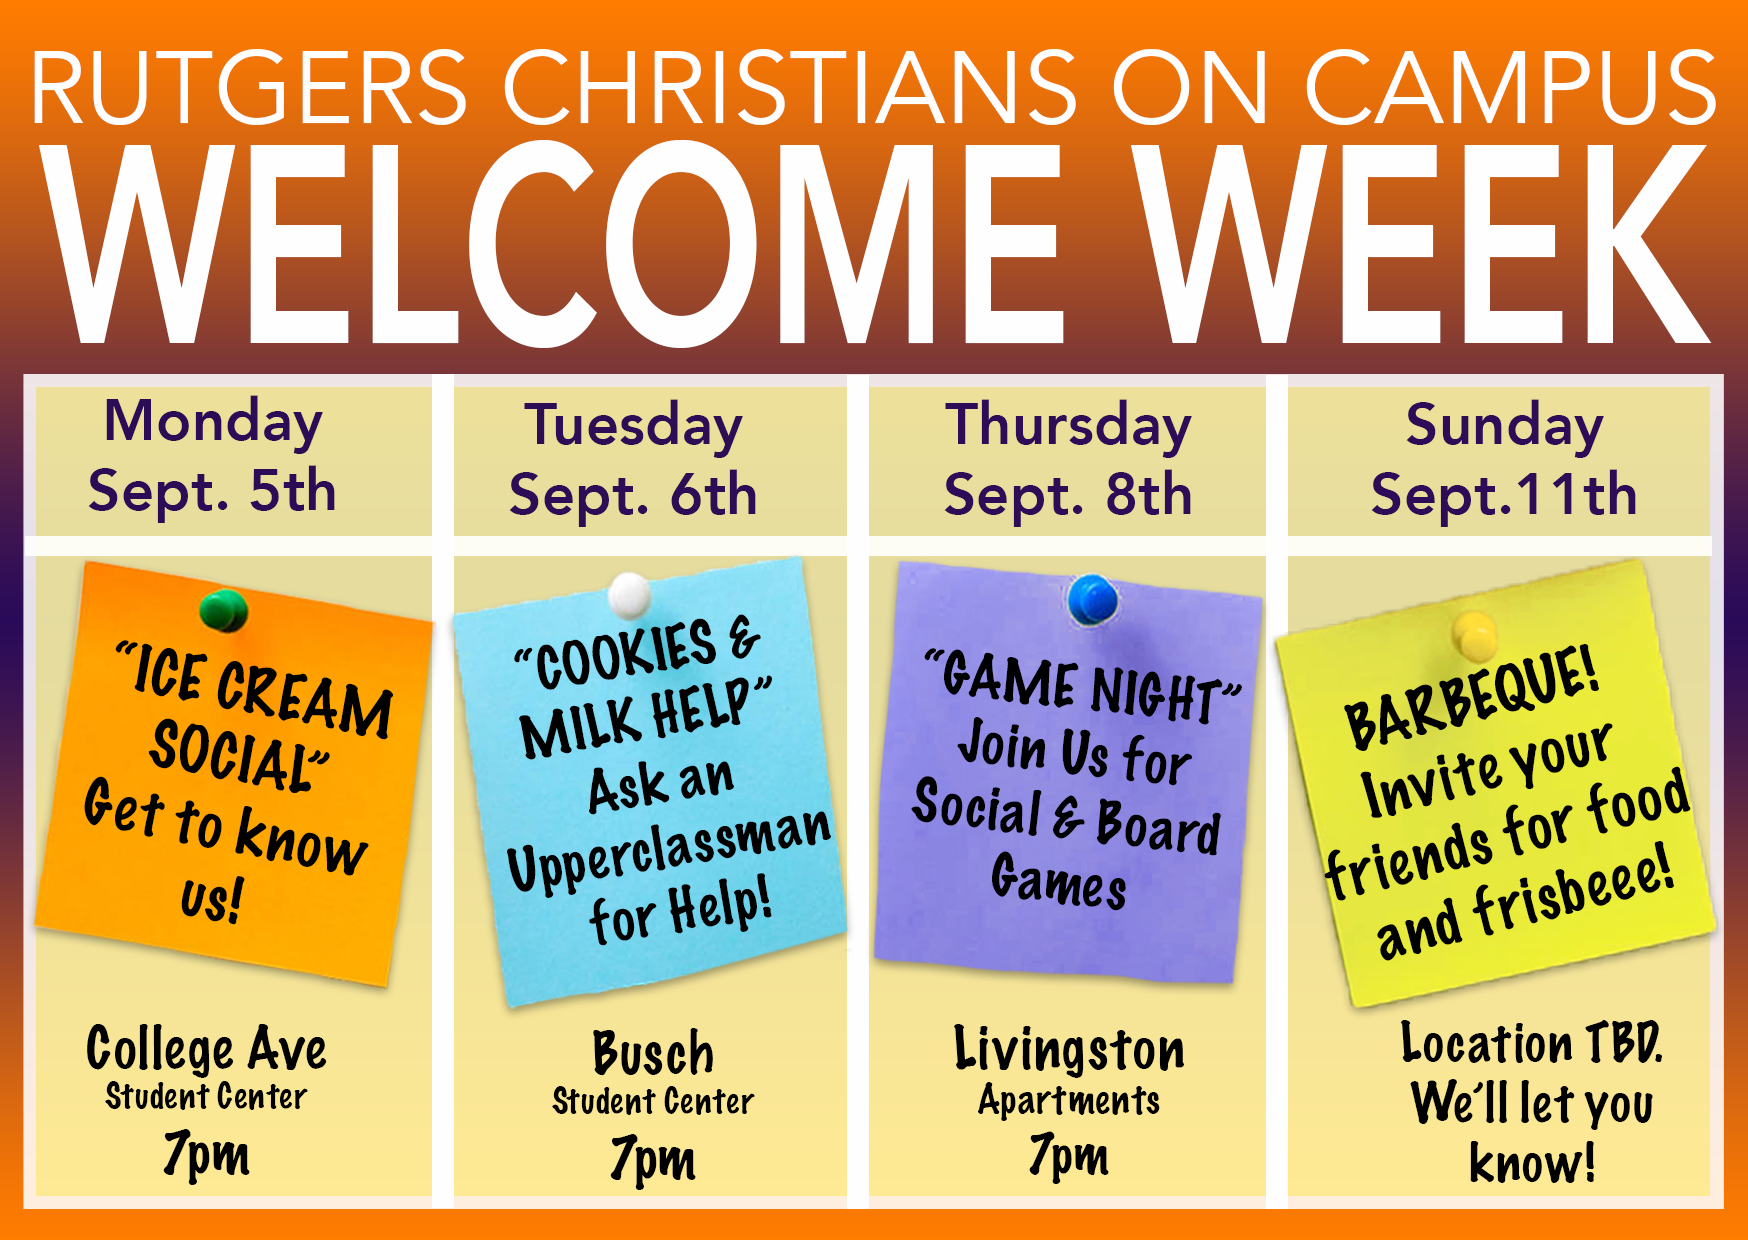 RUTGERS CHRISTIANS ON CAMPUS
WELCOME WEEK
Monday
Sept. 5th
"ICE CREAM
SOCIAL"
Get to know
us!
College Ave
Student Center
7pm
Tuesday
Sept. 6th
"COOKIES &
MILK HELP"
Ask an
Upperclassman
for Help!
Busch
Student Center
7pm
Thursday
Sept. 8th
"GAME NIGHT"
Join Us for
Social & Board
Games
Livingston
Apartments
7pm
Sunday
Sept.11th
BARBEQUE!
Invite your
friends for food
and frisbeee!
Location TBD.
We'll let you
know!